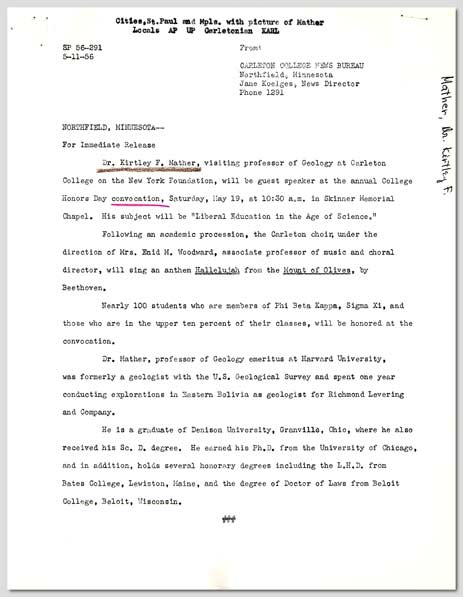 Cities,St.Paul and Mpls. with picture of Mather
Locals AP UP Carletonian KARL
EP 56-291
5-11-56
From:
CARLETON COLLEGE NEWS BUREAU
Northfield, Minnesota
Jane Koelges, News Director
Phone 1291
Mather, Dr. Kirtley F.
NORTHFIELD, MINNESOTA--
For Immediate Release
Dr. Kirtley F. Mather, visiting professor of Geology at Carleton
College on the New York Foundation, will be guest speaker at the annual College
Honors Day convocation, Saturday, May 19, at 10:30 a.m. in Skinner Memorial
Chapel. His subject will be "Liberal Education in the Age of Science."
Following an academic procession, the Carleton choir, under the
direction of Mrs. Enid M. Woodward, associate professor of music and choral
director, will sing an anthem Hallelujah from the Mount of Olives, by
Beethoven.
Nearly 100 students who are members of Phi Beta Kappa, Sigma Xi, and
those who are in the upper ten percent of their classes, will be honored at the
convocation.
Dr. Mather, professor of Geology emeritus at Harvard University,
was formerly a geologist with the U.S. Geological Survey and spent one year
conducting explorations in Eastern Bolivia as geologist for Richmond Levering
and Company.
He is a graduate of Denison University, Granville, Ohio, where he also
received his Sc. D. degree. He earned his Ph.D. from the University of Chicago,
and in addition, holds several honorary degrees including the L.H.D. from
Bates College, Lewiston, Maine, and the degree of Doctor of Laws from Beloit
College, Beloit, Wisconsin.
###